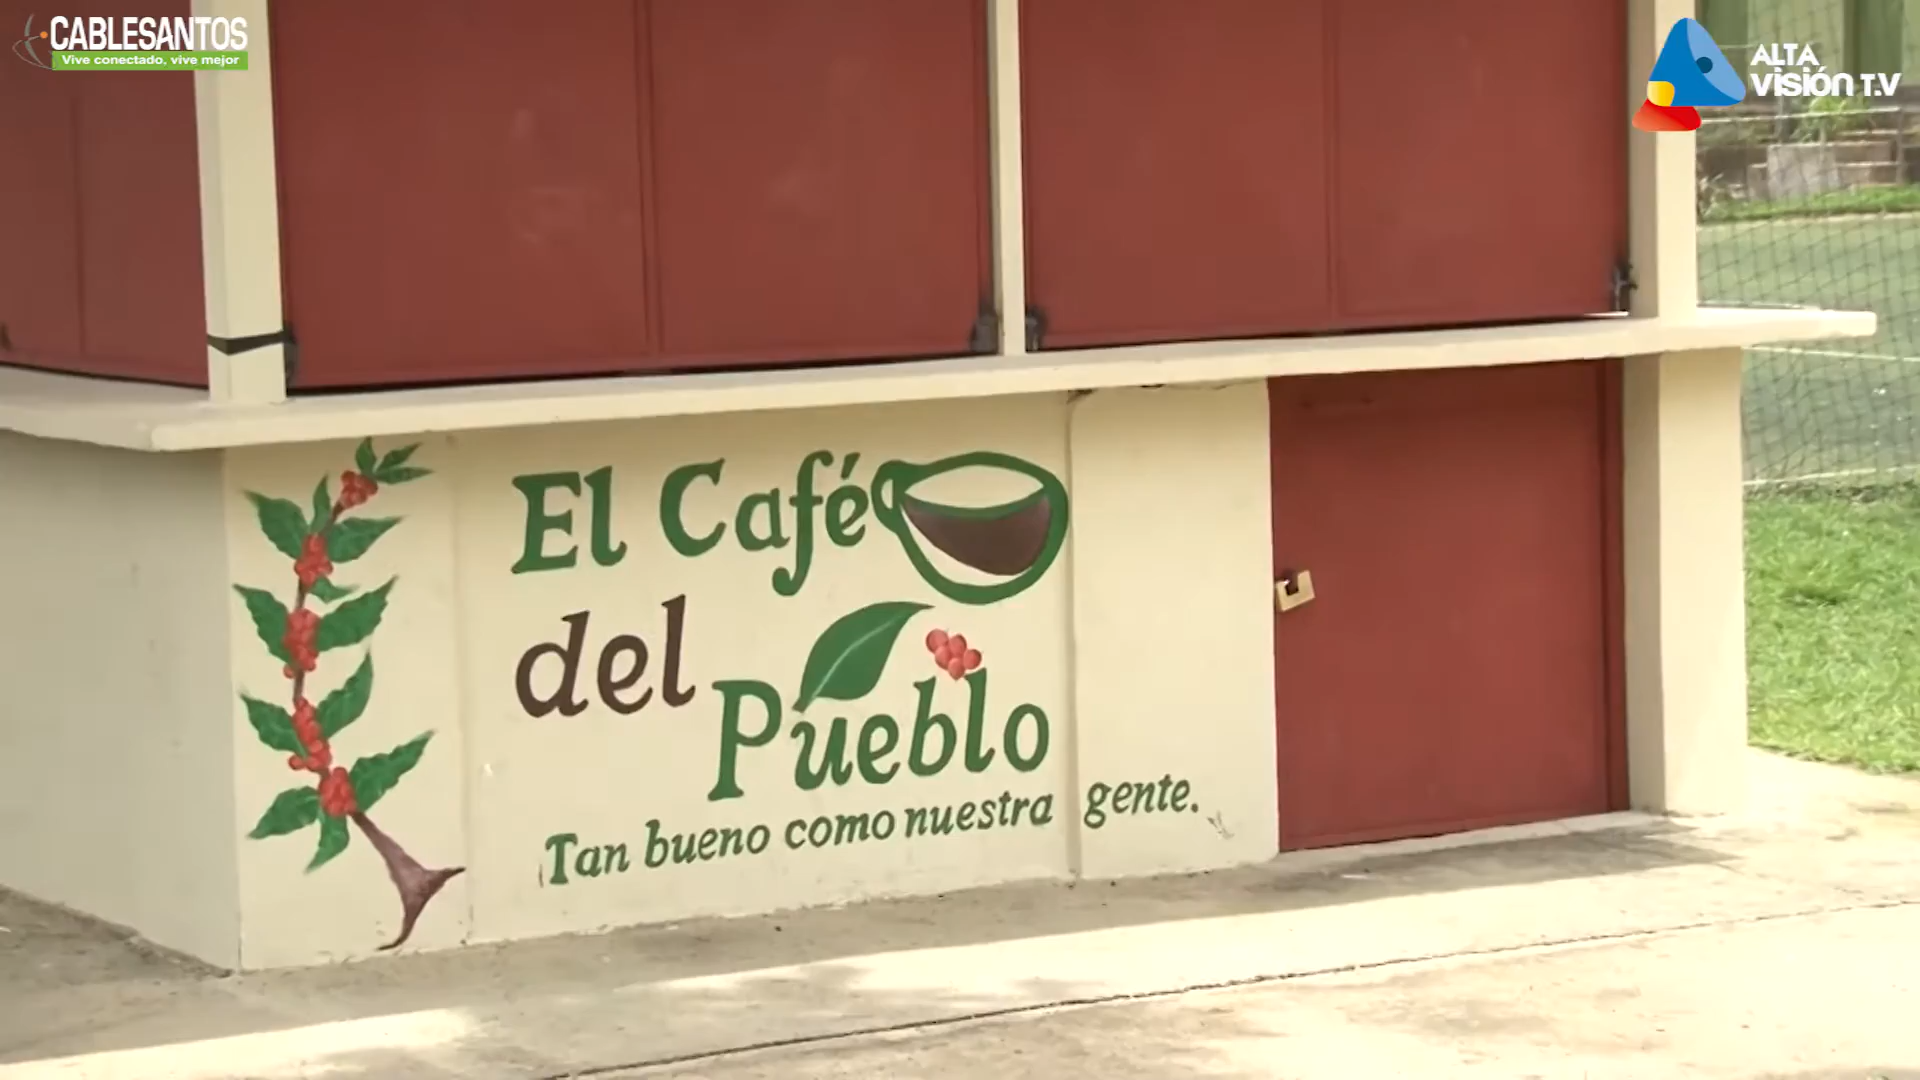 CABLESANTOS
Vive conectado, vive mejor
ALTA
visión T.V
El Café
del
Pueblo
Tan bueno como nuestra gente.